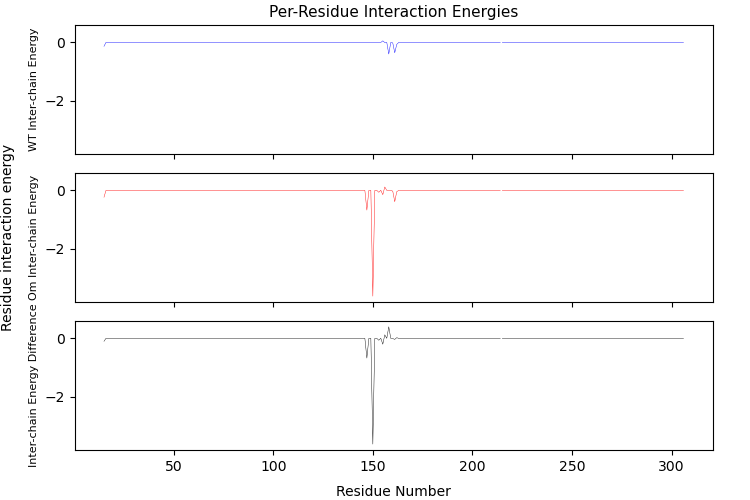 Per-Residue Interaction Energies
Residue interaction energy
WT Inter-chain Energy
0
−2
Om Inter-chain Energy
0
−2
Inter-chain Energy Difference
0
−2
50 100 150 200 250 300
Residue Number